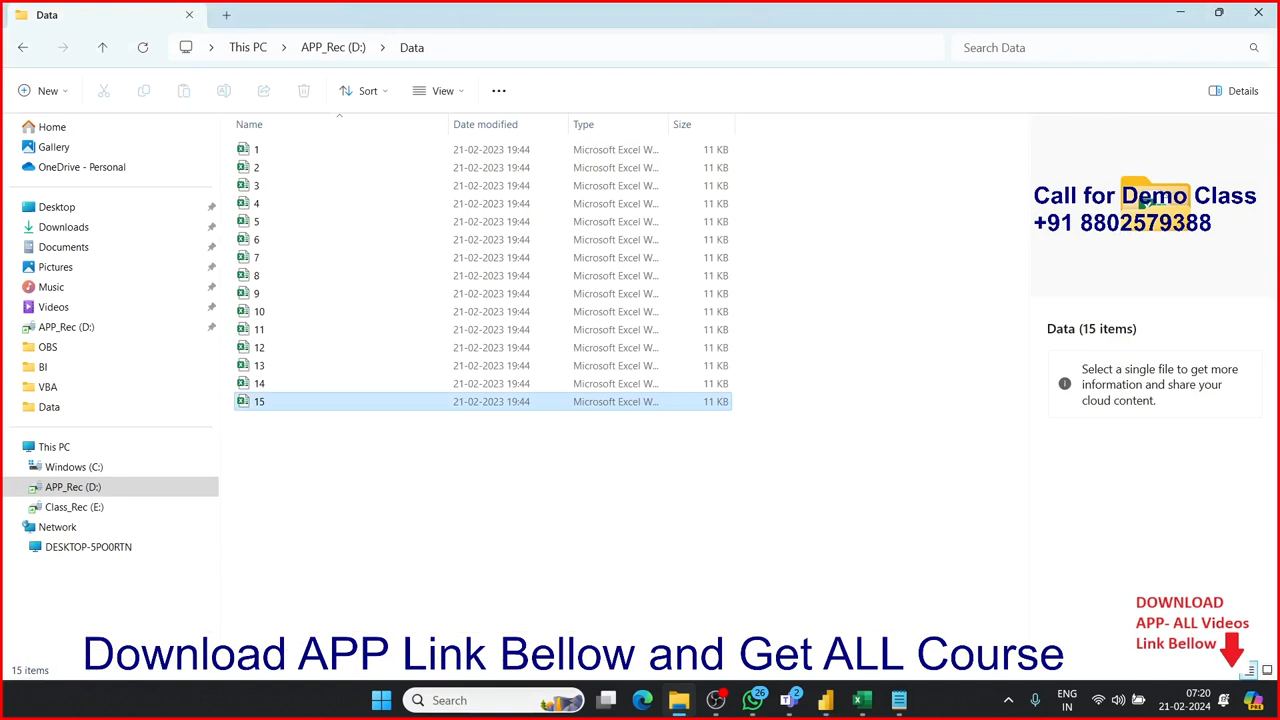 Data
This PC
APP_Rec (D:)
Data
Search Data
New
Sort
View
Details
Name
Date modified
Type
Size
Home
Gallery
OneDrive - Personal
Desktop
Downloads
Documents
Pictures
Music
Videos
APP_Rec (D:)
OBS
BI
VBA
Data
This PC
Windows (C:)
APP_Rec (D:)
Class_Rec (E:)
Network
DESKTOP-5PO0RTN
1 21-02-2023 19:44 Microsoft Excel W... 11 KB
2 21-02-2023 19:44 Microsoft Excel W... 11 KB
3 21-02-2023 19:44 Microsoft Excel W... 11 KB
4 21-02-2023 19:44 Microsoft Excel W... 11 KB
5 21-02-2023 19:44 Microsoft Excel W... 11 KB
6 21-02-2023 19:44 Microsoft Excel W... 11 KB
7 21-02-2023 19:44 Microsoft Excel W... 11 KB
8 21-02-2023 19:44 Microsoft Excel W... 11 KB
9 21-02-2023 19:44 Microsoft Excel W... 11 KB
10 21-02-2023 19:44 Microsoft Excel W... 11 KB
11 21-02-2023 19:44 Microsoft Excel W... 11 KB
12 21-02-2023 19:44 Microsoft Excel W... 11 KB
13 21-02-2023 19:44 Microsoft Excel W... 11 KB
14 21-02-2023 19:44 Microsoft Excel W... 11 KB
15 21-02-2023 19:44 Microsoft Excel W... 11 KB
Call for Demo Class
+91 8802579388
Data (15 items)
Select a single file to get more
information and share your
cloud content.
DOWNLOAD
APP- ALL Videos
Link Bellow
Download APP Link Bellow and Get ALL Course
15 items
Search
26
2
ENG
IN
07:20
21-02-2024
PRE